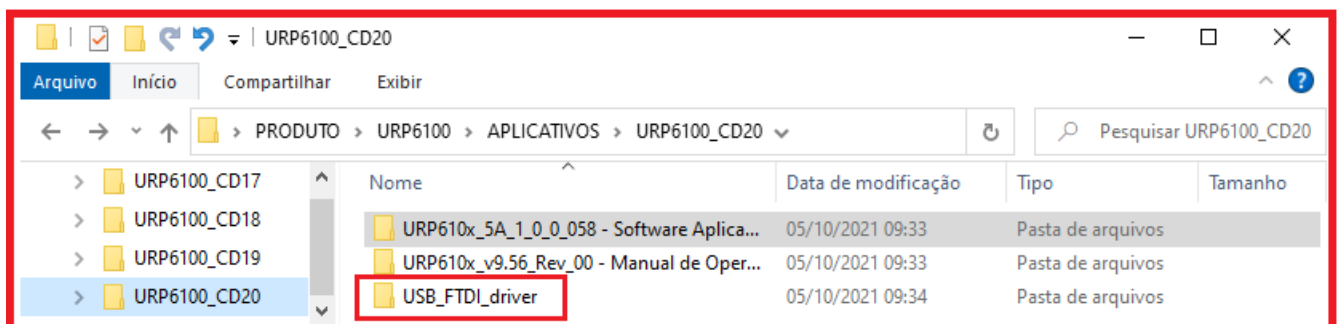 URP6100_CD20
Arquivo Início Compartilhar Exibir
PRODUTO > URP6100 > APLICATIVOS > URP6100_CD20 Pesquisar URP6100_CD20
Nome Data de modificação Tipo Tamanho
URP6100_CD17
URP6100_CD18
URP6100_CD19
URP6100_CD20
URP610x_5A_1_0_0_058 - Software Aplica... 05/10/2021 09:33 Pasta de arquivos
URP610x_v9.56_Rev_00 - Manual de Oper... 05/10/2021 09:33 Pasta de arquivos
USB_FTDI_driver 05/10/2021 09:34 Pasta de arquivos